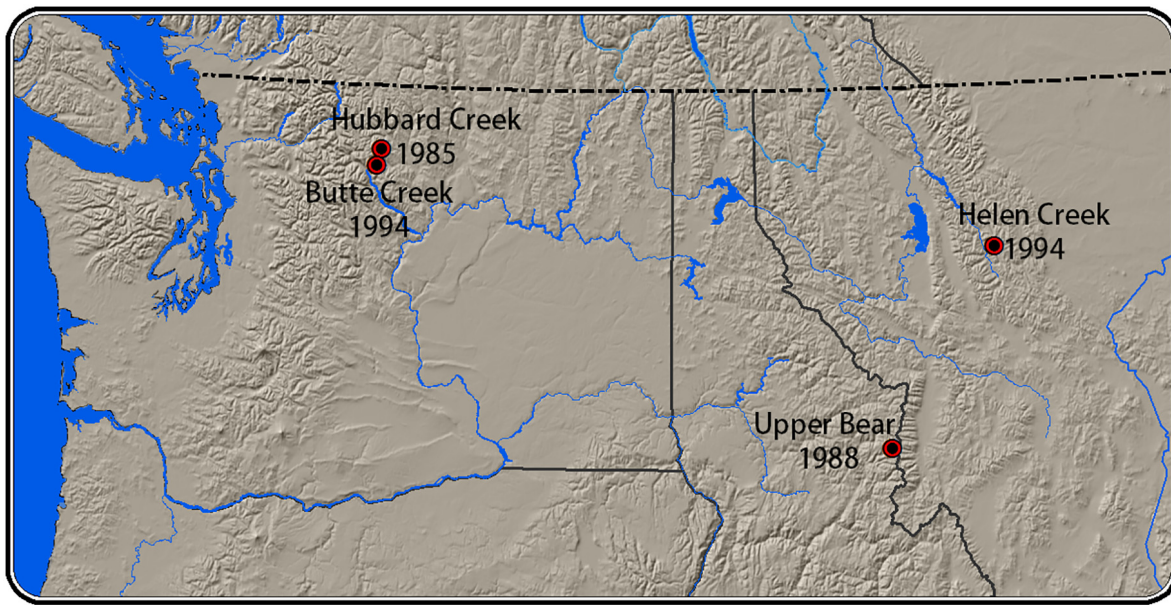 Hubbard Creek
1985
Butte Creek
1994
Helen Creek
1994
Upper Bear
1988